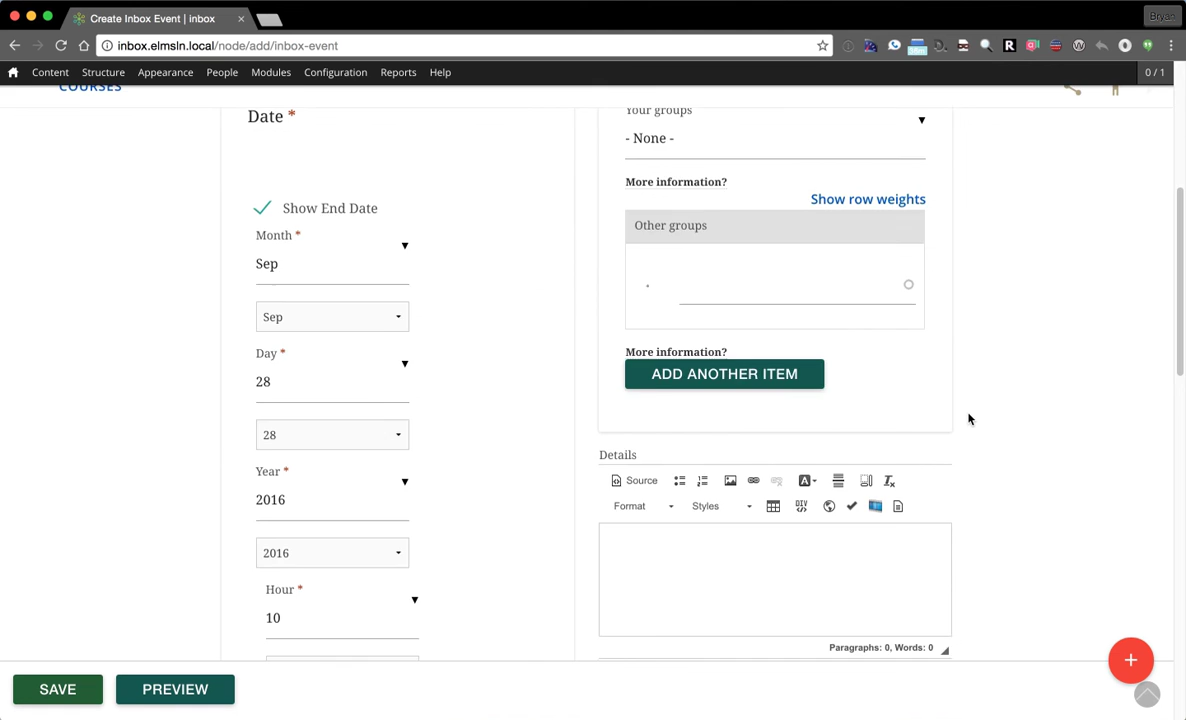 Create Inbox Event | inbox
Bryan
inbox.elmsln.local/node/add/inbox-event
Content Structure Appearance People Modules Configuration Reports Help
0 / 1
COURSES
Date *
Show End Date
Month *
Sep
Sep
Day *
28
28
Year *
2016
2016
Hour *
10
Your groups
- None -
More information?
Show row weights
Other groups
More information?
ADD ANOTHER ITEM
Details
Source
Format Styles
Paragraphs: 0, Words: 0
SAVE PREVIEW